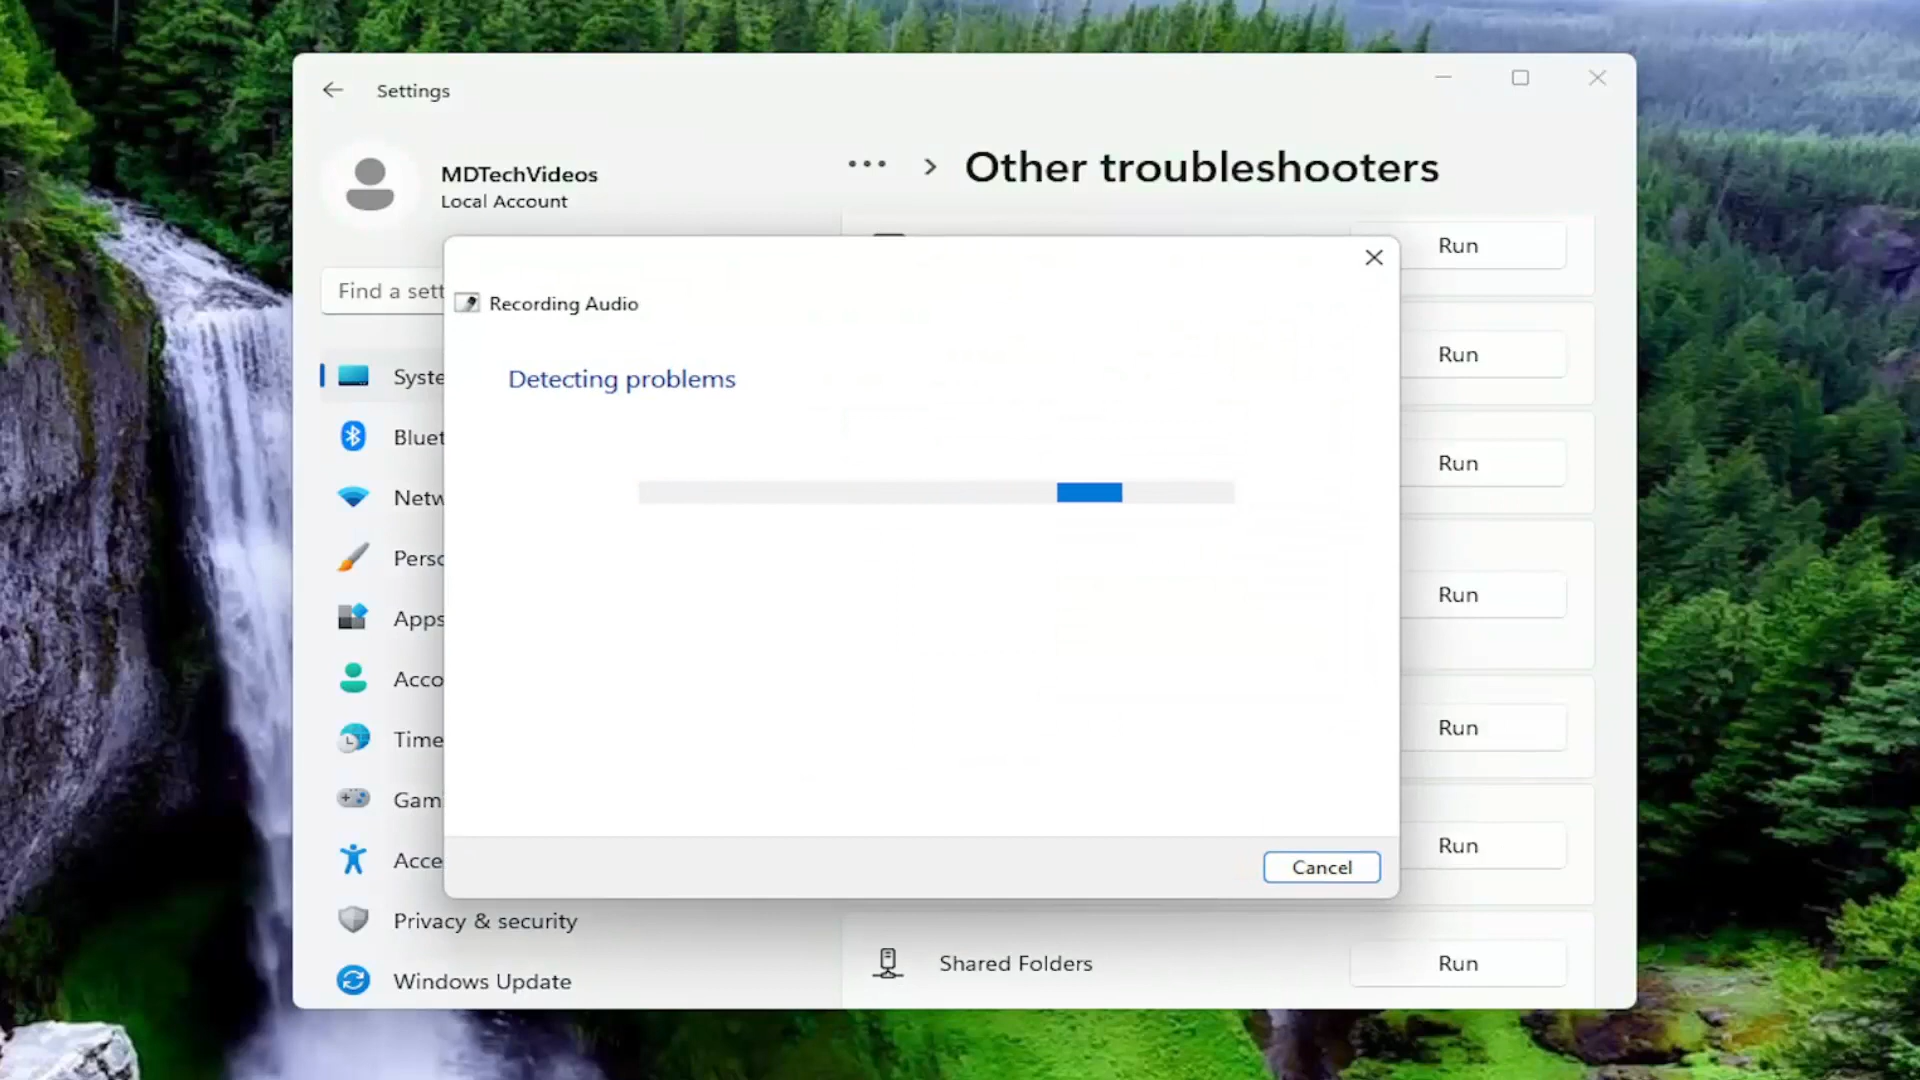 Settings
MDTechVideos
Local Account
Find a sett
Syste
Bluet
Netw
Perso
Apps
Acco
Time
Gam
Acce
Privacy & security
Windows Update
... > Other troubleshooters
Run
Run
Run
Run
Run
Run
Shared Folders
Run
Recording Audio
Detecting problems
Cancel